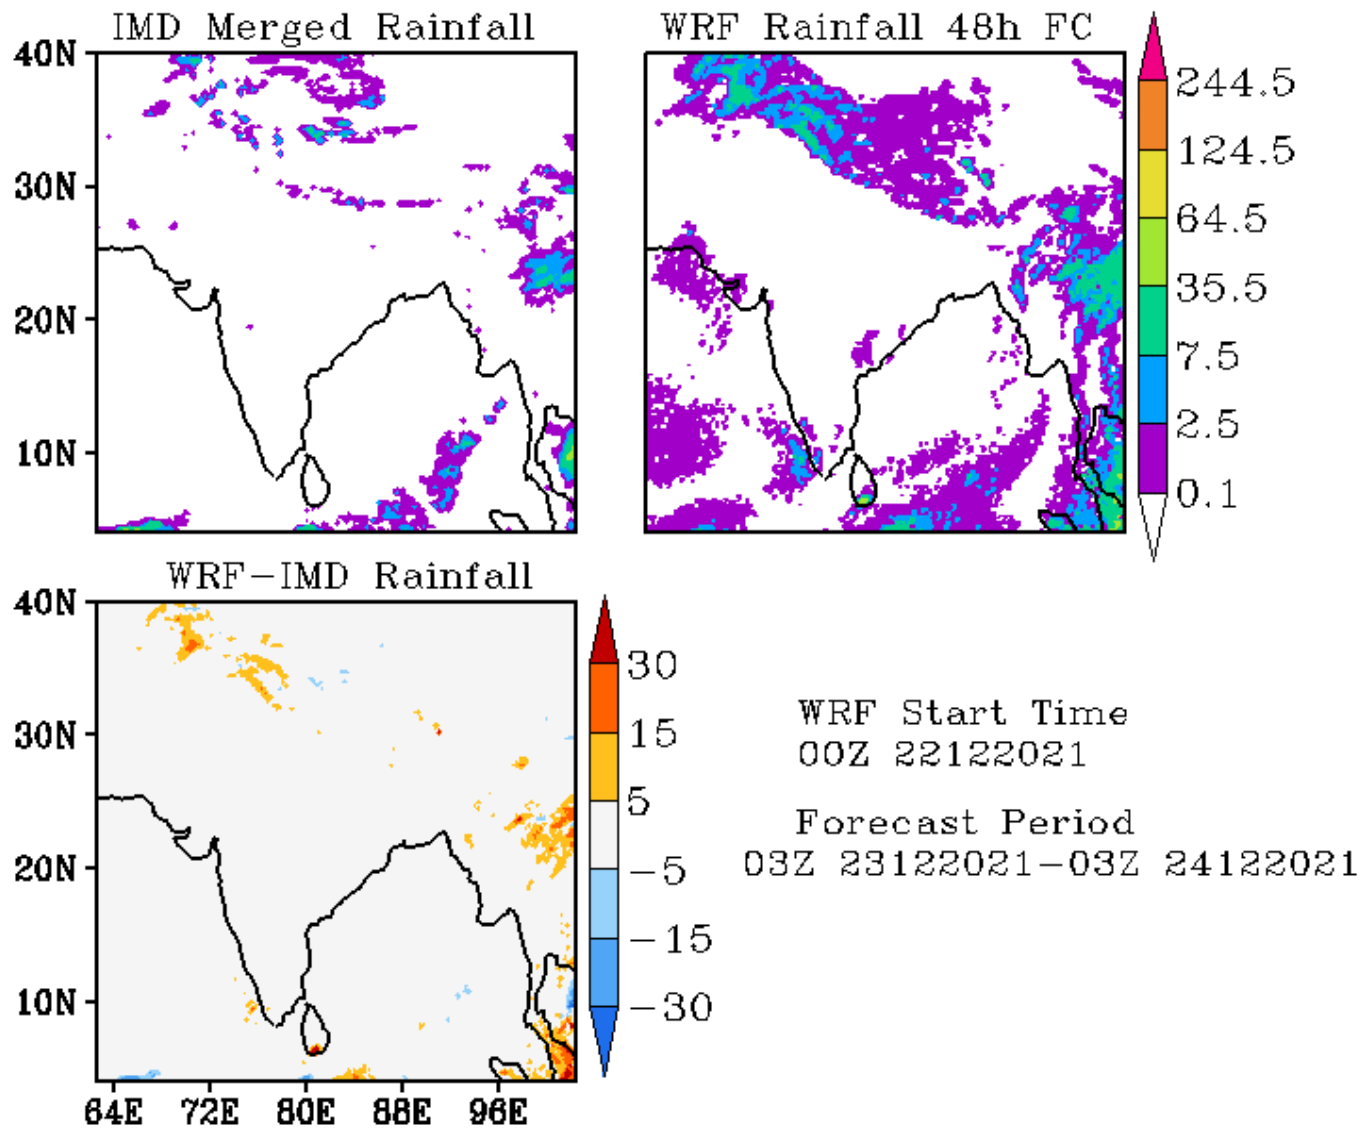 IMD Merged Rainfall
WRF Rainfall 48h FC
40N
30N
20N
10N
244.5
124.5
64.5
35.5
7.5
2.5
0.1
WRF-IMD Rainfall
40N
30N
20N
10N
64E 72E 80E 88E 96E
30
15
5
-5
-15
-30
WRF Start Time
00Z 22122021
Forecast Period
03Z 23122021-03Z 24122021